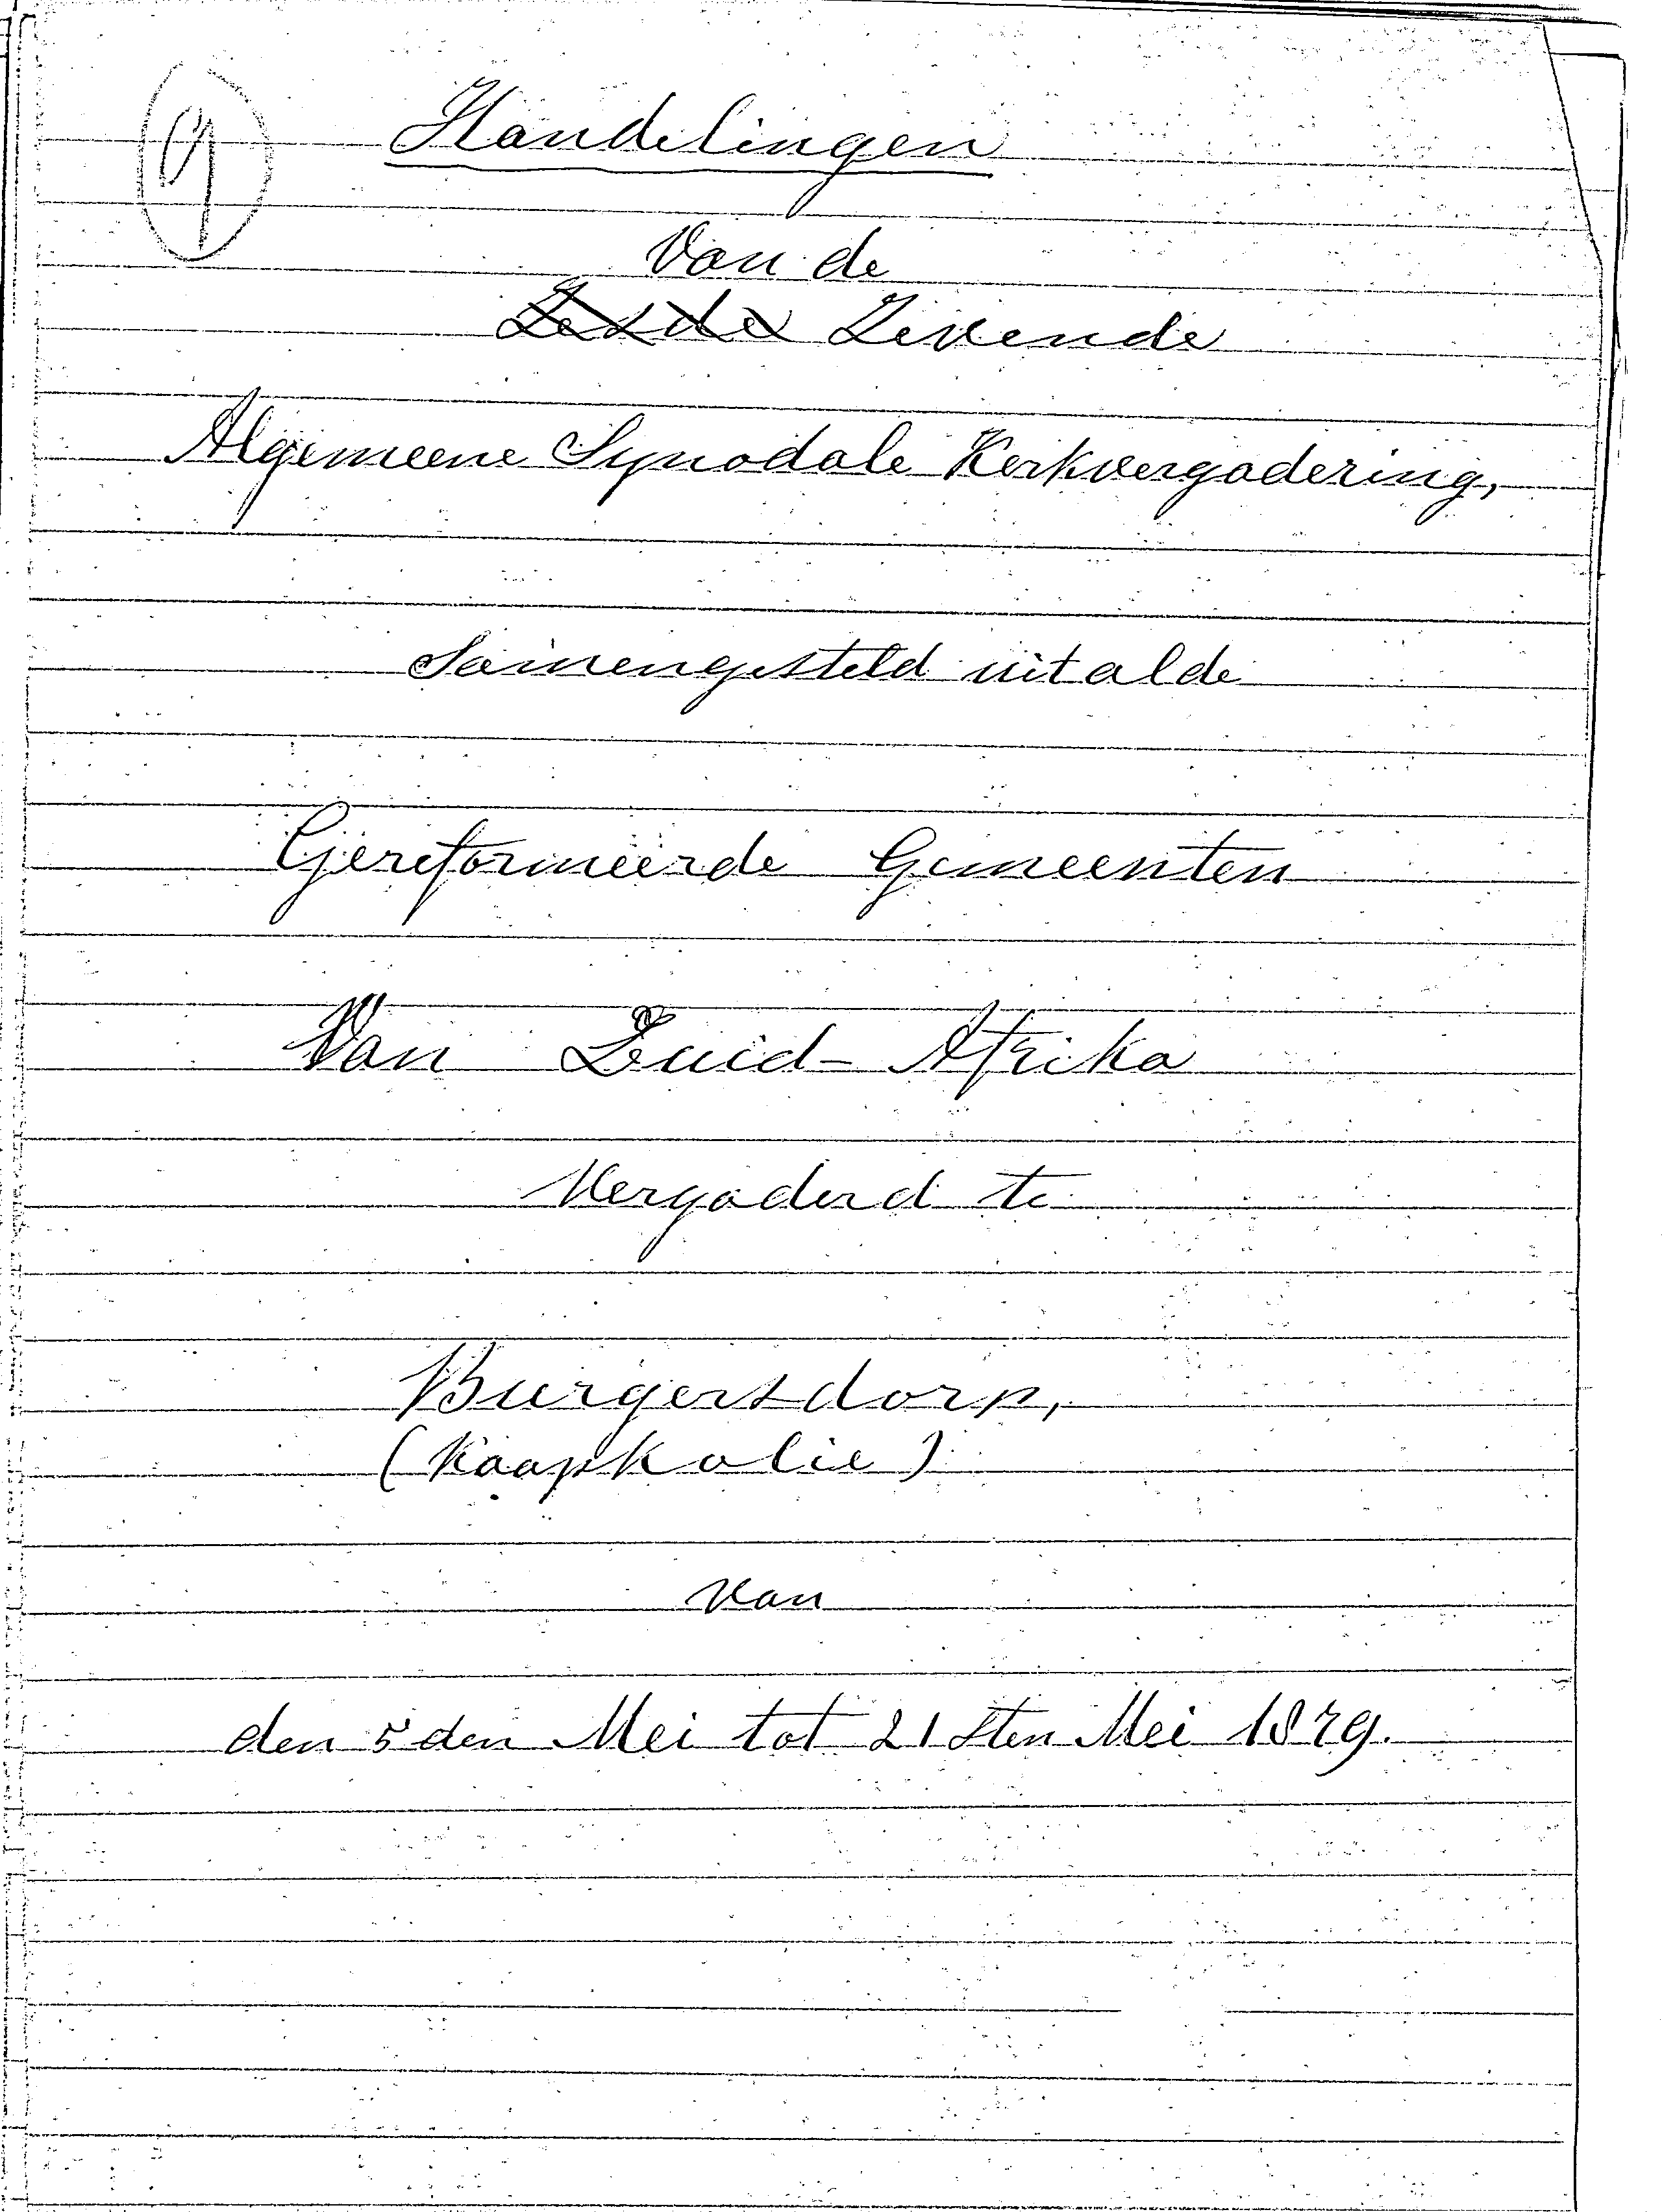 9
Handelingen
Van de
Zesde Zevende
Algemeene Synodale Kerkvergadering,
Samengesteld uit al de
Gereformeerde Gemeenten
Van Zuid-Afrika
Vergaderd te
Burgersdorp,
(Kaapkolie)
van
den 5den Mei tot 21sten Mei 1879.